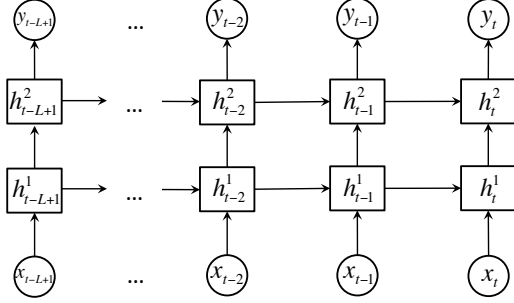 y_{t-L+1} ... y_{t-2} y_{t-1} y_t
h^2_{t-L+1} ... h^2_{t-2} h^2_{t-1} h^2_t
h^1_{t-L+1} ... h^1_{t-2} h^1_{t-1} h^1_t
x_{t-L+1} ... x_{t-2} x_{t-1} x_t